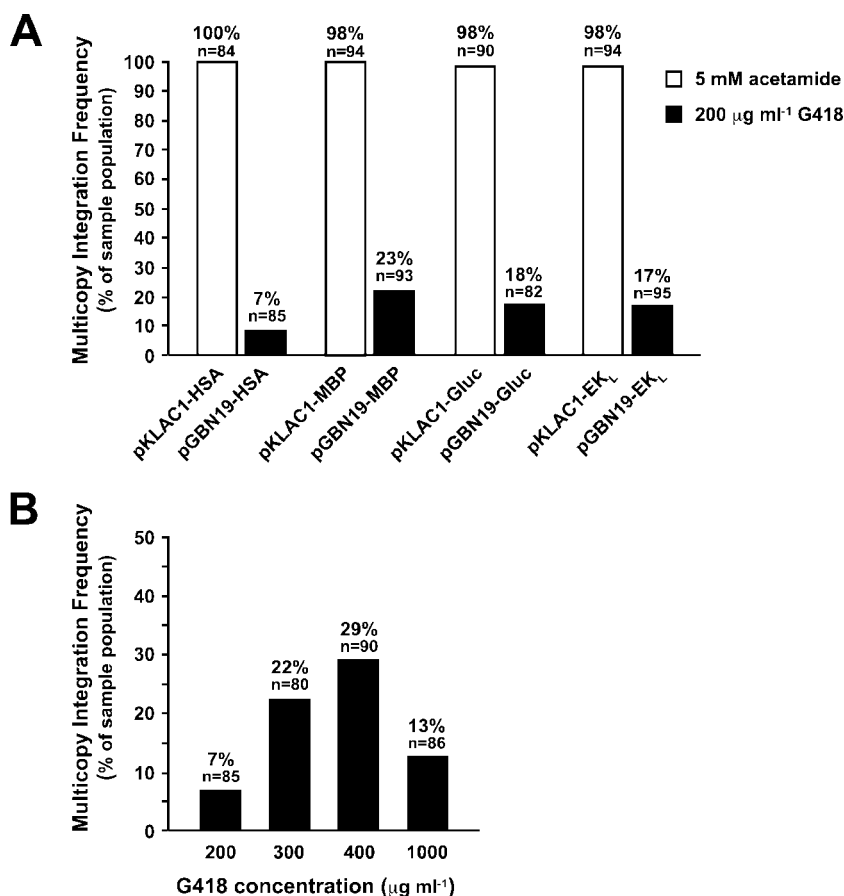 A
Multicopy Integration Frequency
(% of sample population)
100
90
80
70
60
50
40
30
20
10
0
100%
n=84
7%
n=85
98%
n=94
23%
n=93
98%
n=90
18%
n=82
98%
n=94
17%
n=95
5 mM acetamide
200 μg ml⁻¹ G418
pKLAC1-HSA
pGBN19-HSA
pKLAC1-MBP
pGBN19-MBP
pKLAC1-Gluc
pGBN19-Gluc
pKLAC1-EK_L
pGBN19-EK_L
B
Multicopy Integration Frequency
(% of sample population)
50
40
30
20
10
0
7%
n=85
22%
n=80
29%
n=90
13%
n=86
200 300 400 1000
G418 concentration (μg ml⁻¹)